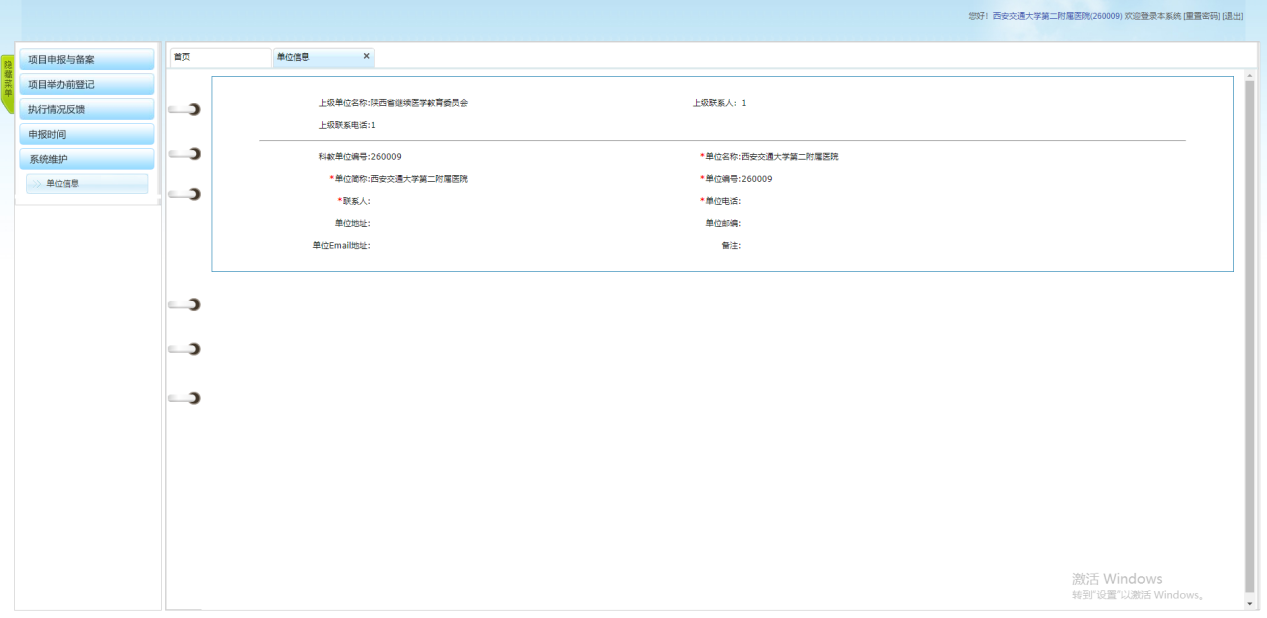 您好！西安交通大学第二附属医院(260009) 欢迎登录本系统 [重置密码] [退出]
隐藏菜单
项目申报与备案
项目举办前登记
执行情况反馈
申报时间
系统维护
单位信息
首页
单位信息 ×
上级单位名称:陕西省继续医学教育委员会 上级联系人: 1
上级联系电话:1
科教单位编号:260009 *单位名称:西安交通大学第二附属医院
*单位简称:西安交通大学第二附属医院 *单位编号:260009
*联系人: *单位电话:
单位地址: 单位邮编:
单位Email地址: 备注:
激活 Windows
转到"设置"以激活 Windows。